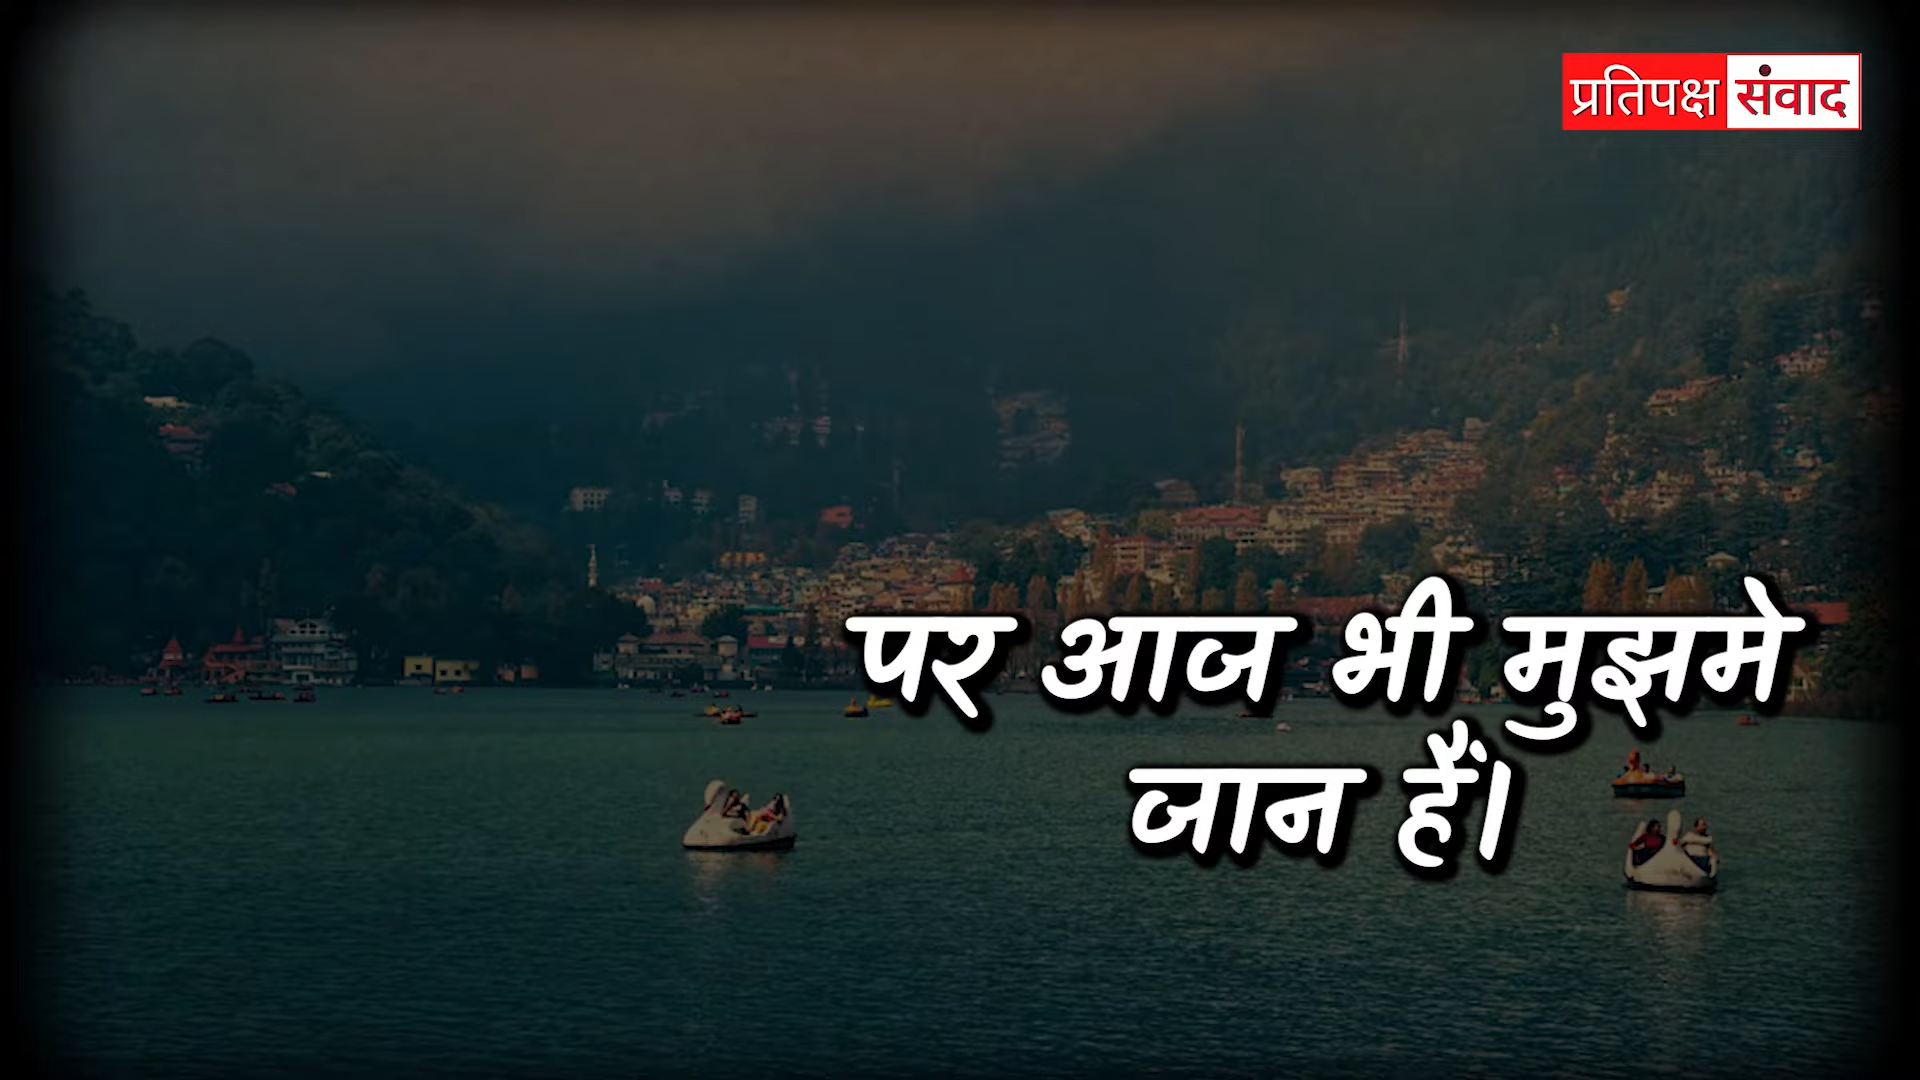 प्रतिपक्ष संवाद
पर आज भी मुझमे
जान हैं।